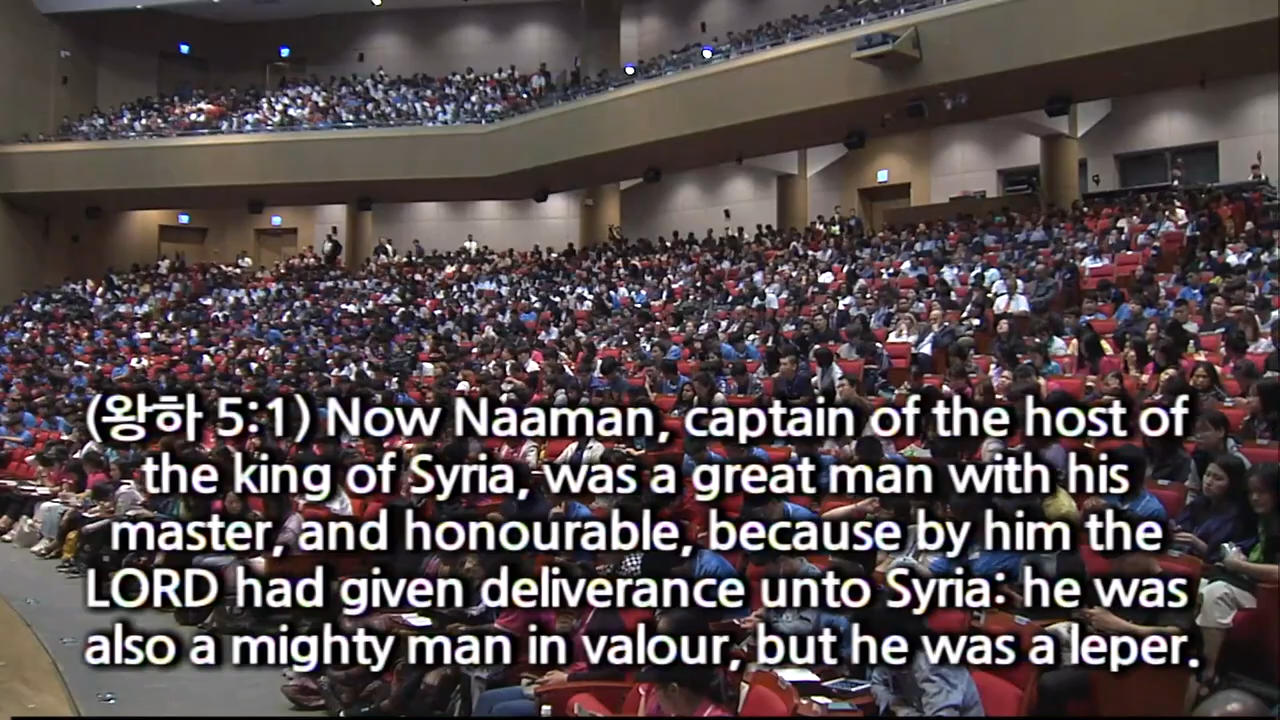 (왕하 5:1) Now Naaman, captain of the host of
the king of Syria, was a great man with his
master, and honourable, because by him the
LORD had given deliverance unto Syria: he was
also a mighty man in valour, but he was a leper.